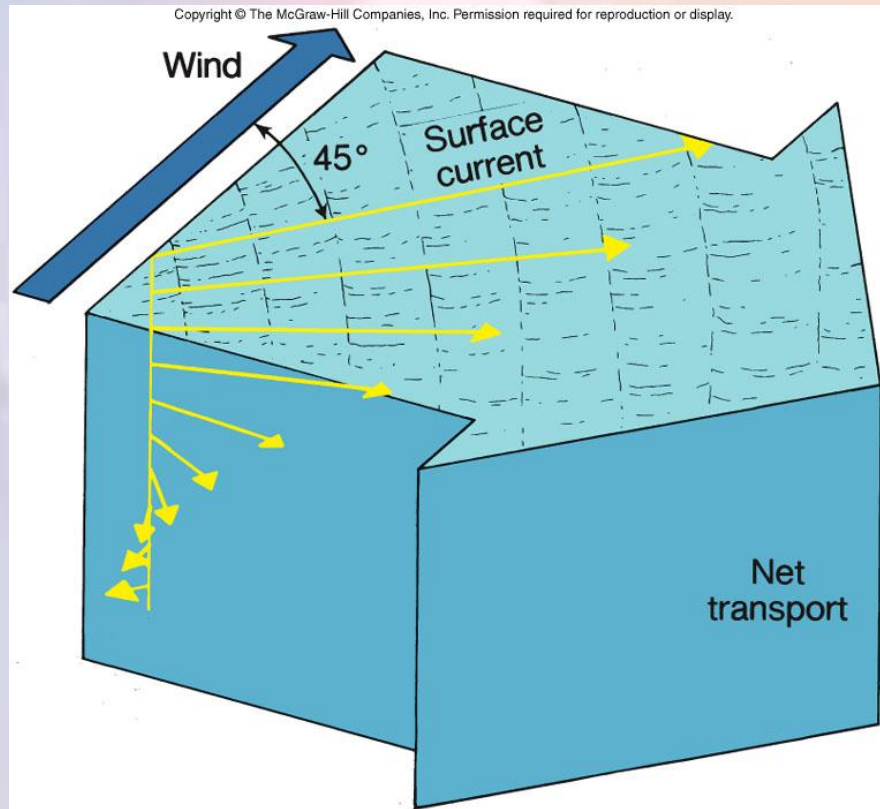 Copyright © The McGraw-Hill Companies, Inc. Permission required for reproduction or display.
Wind
45°
Surface
current
Net
transport